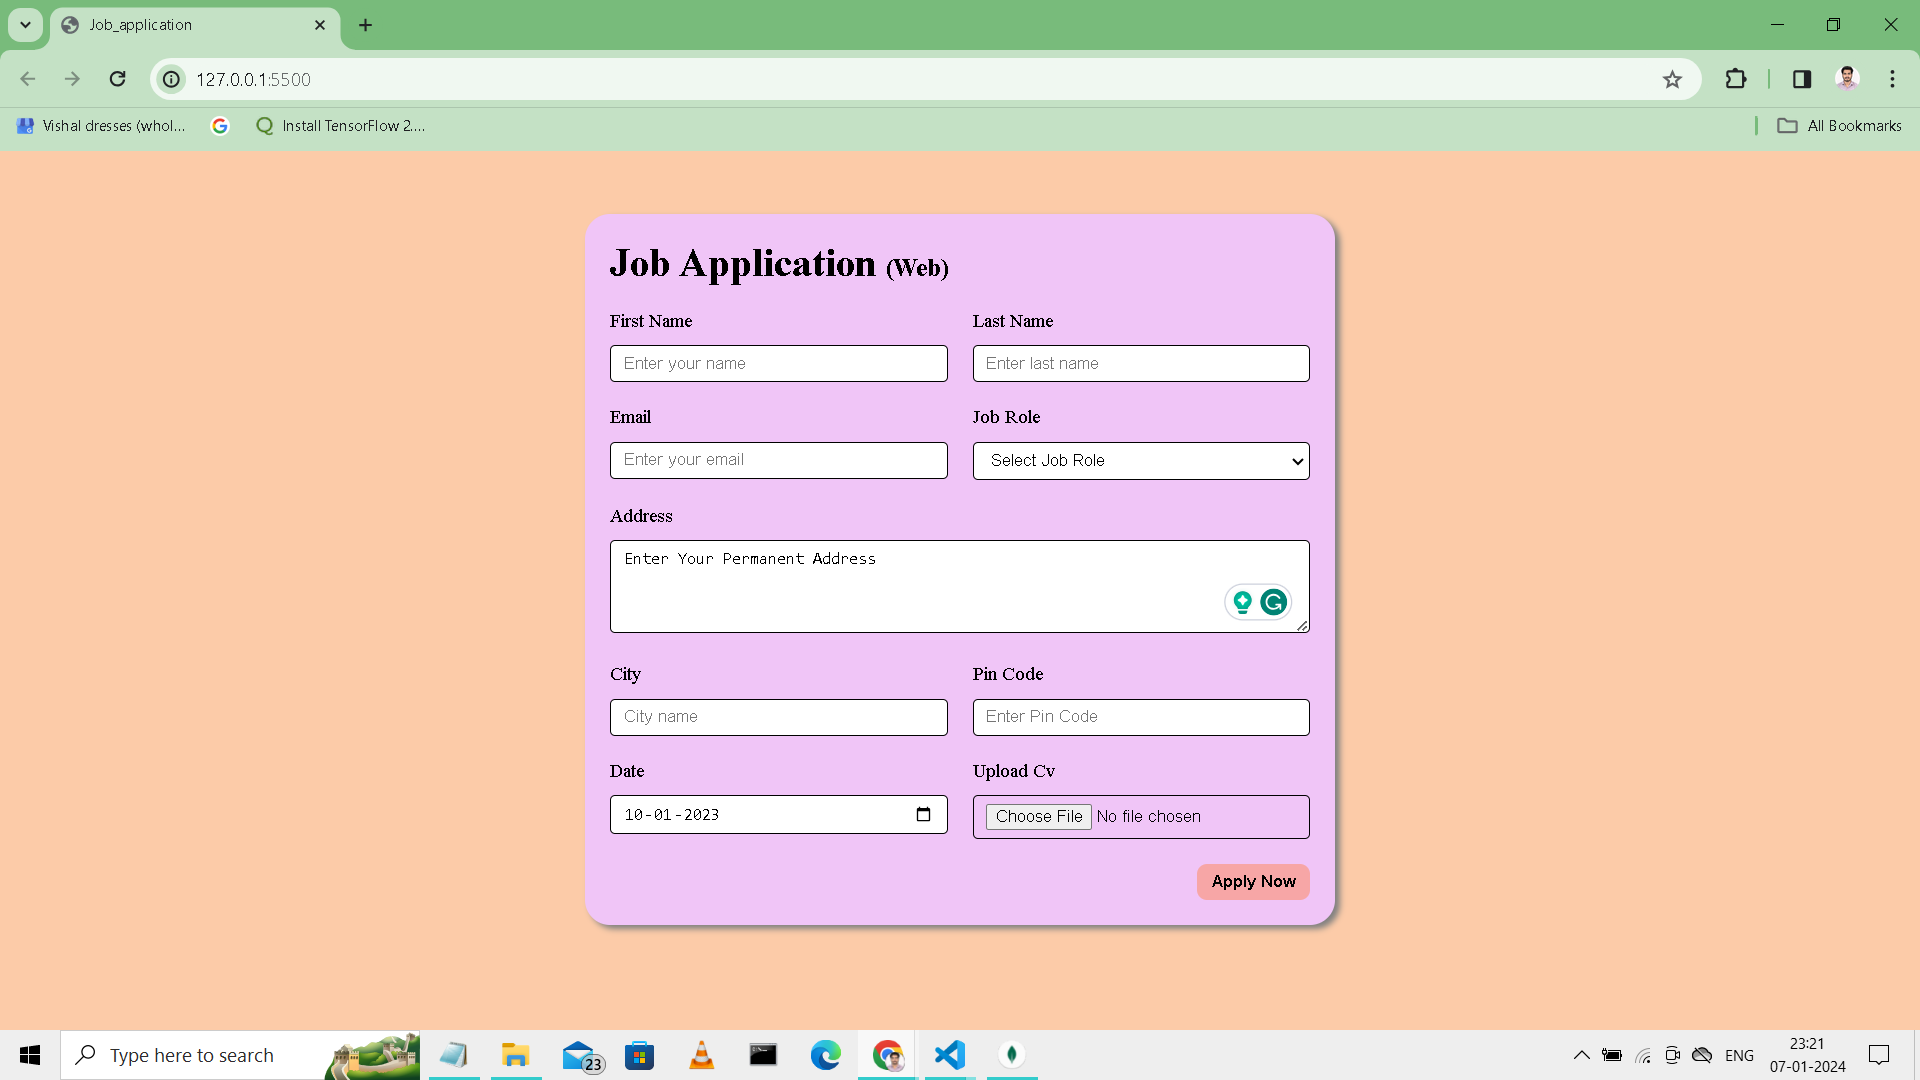 Job_application
127.0.0.1:5500
Vishal dresses (whol...
Install TensorFlow 2....
All Bookmarks
Job Application (Web)
First Name
Last Name
Enter your name
Enter last name
Email
Job Role
Enter your email
Select Job Role
Address
Enter Your Permanent Address
City
Pin Code
City name
Enter Pin Code
Date
Upload Cv
10-01-2023
Choose File No file chosen
Apply Now
Type here to search
23
ENG
23:21
07-01-2024